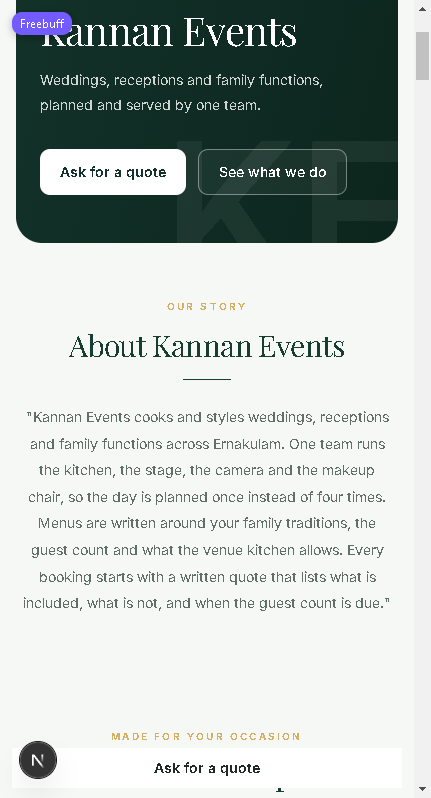 Freebuff
Kannan Events
Weddings, receptions and family functions,
planned and served by one team.
KE
Ask for a quote
See what we do
OUR STORY
About Kannan Events
"Kannan Events cooks and styles weddings, receptions
and family functions across Ernakulam. One team runs
the kitchen, the stage, the camera and the makeup
chair, so the day is planned once instead of four times.
Menus are written around your family traditions, the
guest count and what the venue kitchen allows. Every
booking starts with a written quote that lists what is
included, what is not, and when the guest count is due."
MADE FOR YOUR OCCASION
N
Ask for a quote